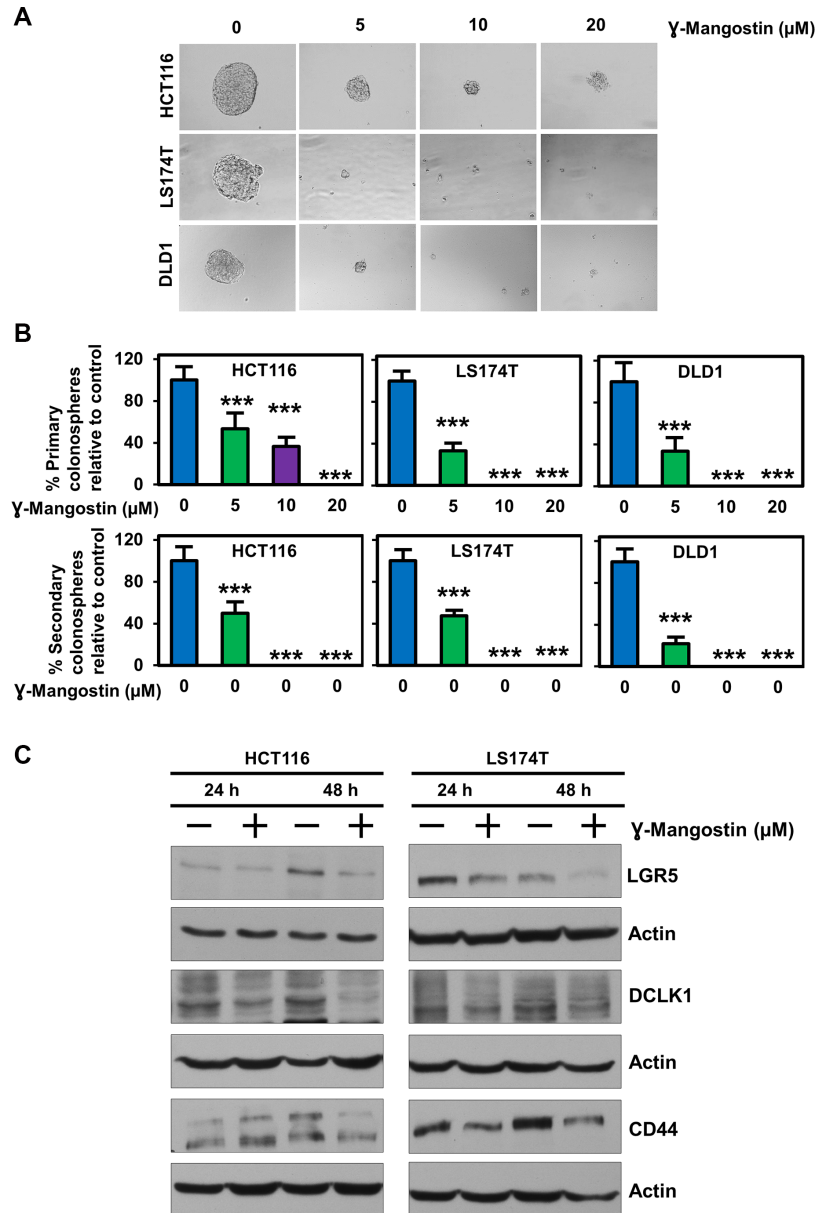 A
0 5 10 20 Ɣ-Mangostin (µM)
HCT116
LS174T
DLD1
B
% Primary
colonospheres
relative to control
120
80
40
0
HCT116
*** *** ***
LS174T
*** *** ***
DLD1
*** *** ***
Ɣ-Mangostin (µM) 0 5 10 20 0 5 10 20 0 5 10 20
% Secondary
colonospheres
relative to control
120
80
40
0
HCT116
*** *** ***
LS174T
*** *** ***
DLD1
*** *** ***
Ɣ-Mangostin (µM) 0 0 0 0 0 0 0 0 0 0 0 0
C
HCT116 LS174T
24 h 48 h 24 h 48 h
— + — + — + — + Ɣ-Mangostin (µM)
LGR5
Actin
DCLK1
Actin
CD44
Actin